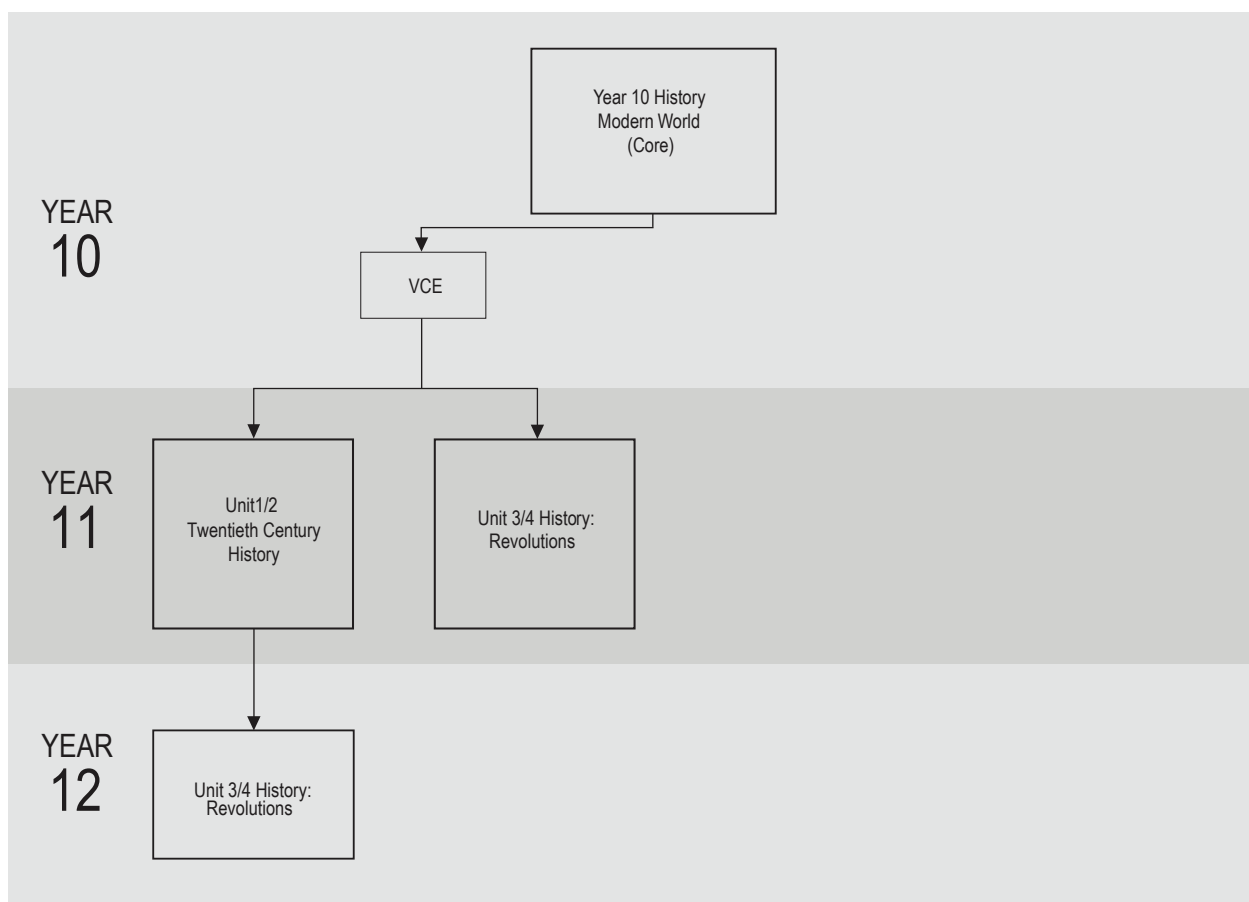 Year 10 History
Modern World
(Core)
YEAR
10
VCE
YEAR
11
Unit1/2
Twentieth Century
History
Unit 3/4 History:
Revolutions
YEAR
12
Unit 3/4 History:
Revolutions